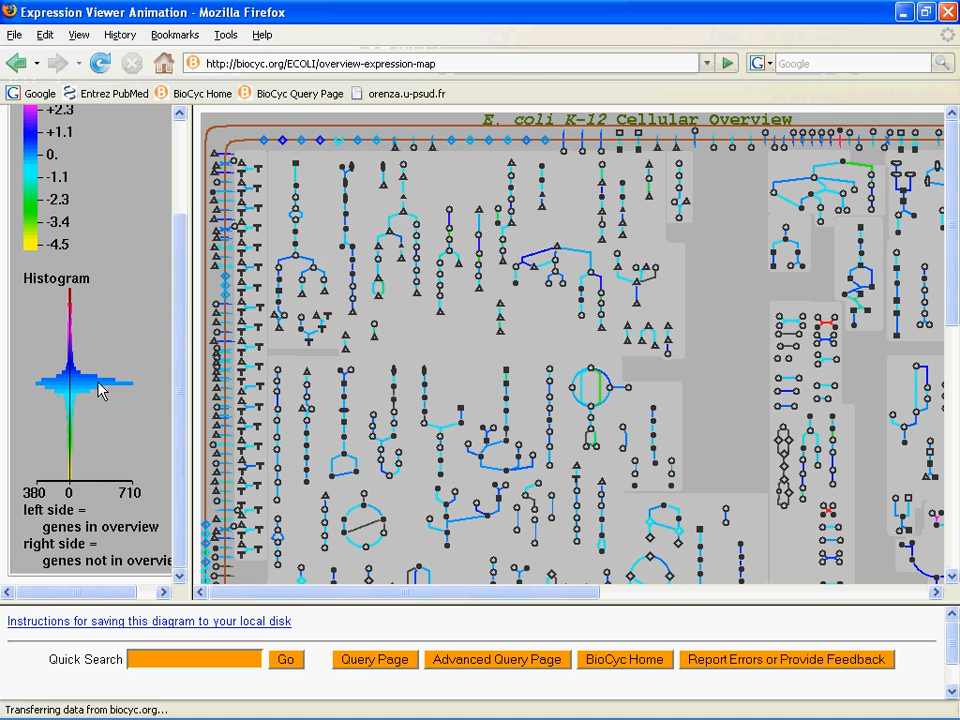 Expression Viewer Animation - Mozilla Firefox
File Edit View History Bookmarks Tools Help
http://biocyc.org/ECOLI/overview-expression-map
Google
Google Entrez PubMed BioCyc Home BioCyc Query Page orenza.u-psud.fr
+2.3
+1.1
0.
-1.1
-2.3
-3.4
-4.5
Histogram
380 0 710
left side =
genes in overview
right side =
genes not in overvie
E. coli K-12 Cellular Overview
Instructions for saving this diagram to your local disk
Quick Search Go Query Page Advanced Query Page BioCyc Home Report Errors or Provide Feedback
Transferring data from biocyc.org...